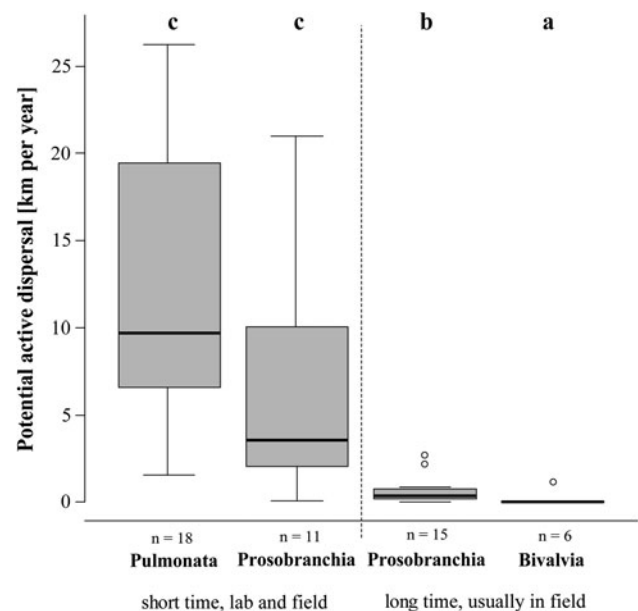 c c b a
Potential active dispersal [km per year]
25
20
15
10
5
0
n = 18 n = 11 n = 15 n = 6
Pulmonata Prosobranchia Prosobranchia Bivalvia
short time, lab and field long time, usually in field